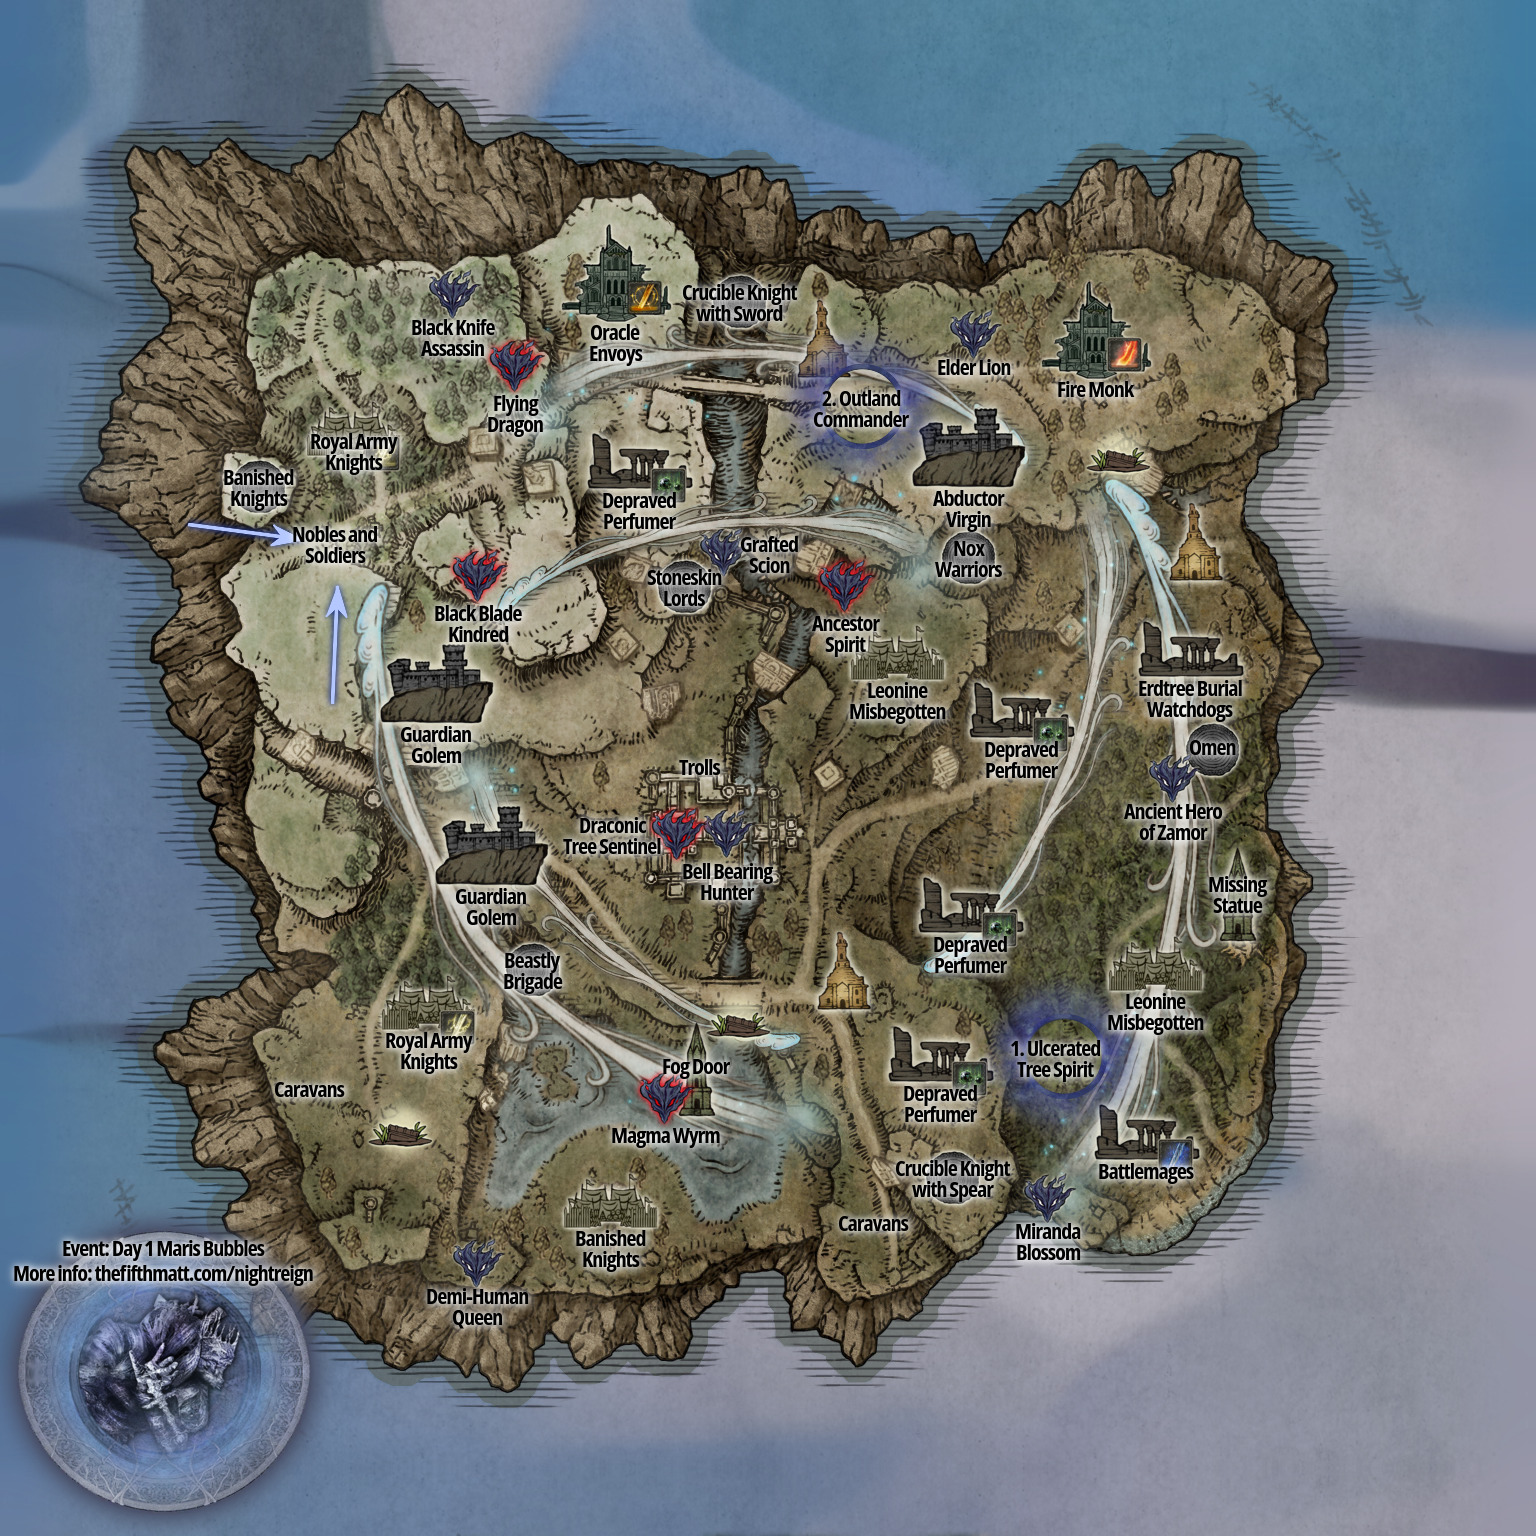 Crucible Knight
with Sword
Black Knife
Assassin
Oracle
Envoys
Elder Lion
Fire Monk
Flying
Dragon
2. Outland
Commander
Royal Army
Knights
Banished
Knights
Depraved
Perfumer
Abductor
Virgin
Nobles and
Soldiers
Grafted
Scion
Nox
Warriors
Stoneskin
Lords
Black Blade
Kindred
Ancestor
Spirit
Leonine
Misbegotten
Erdtree Burial
Watchdogs
Guardian
Golem
Depraved
Perfumer
Omen
Trolls
Draconic
Tree Sentinel
Ancient Hero
of Zamor
Bell Bearing
Hunter
Guardian
Golem
Missing
Statue
Depraved
Perfumer
Beastly
Brigade
Leonine
Misbegotten
Royal Army
Knights
1. Ulcerated
Tree Spirit
Fog Door
Caravans
Depraved
Perfumer
Magma Wyrm
Battlemages
Crucible Knight
with Spear
Caravans
Miranda
Blossom
Banished
Knights
Event: Day 1 Maris Bubbles
More info: thefifthmatt.com/nightreign
Demi-Human
Queen